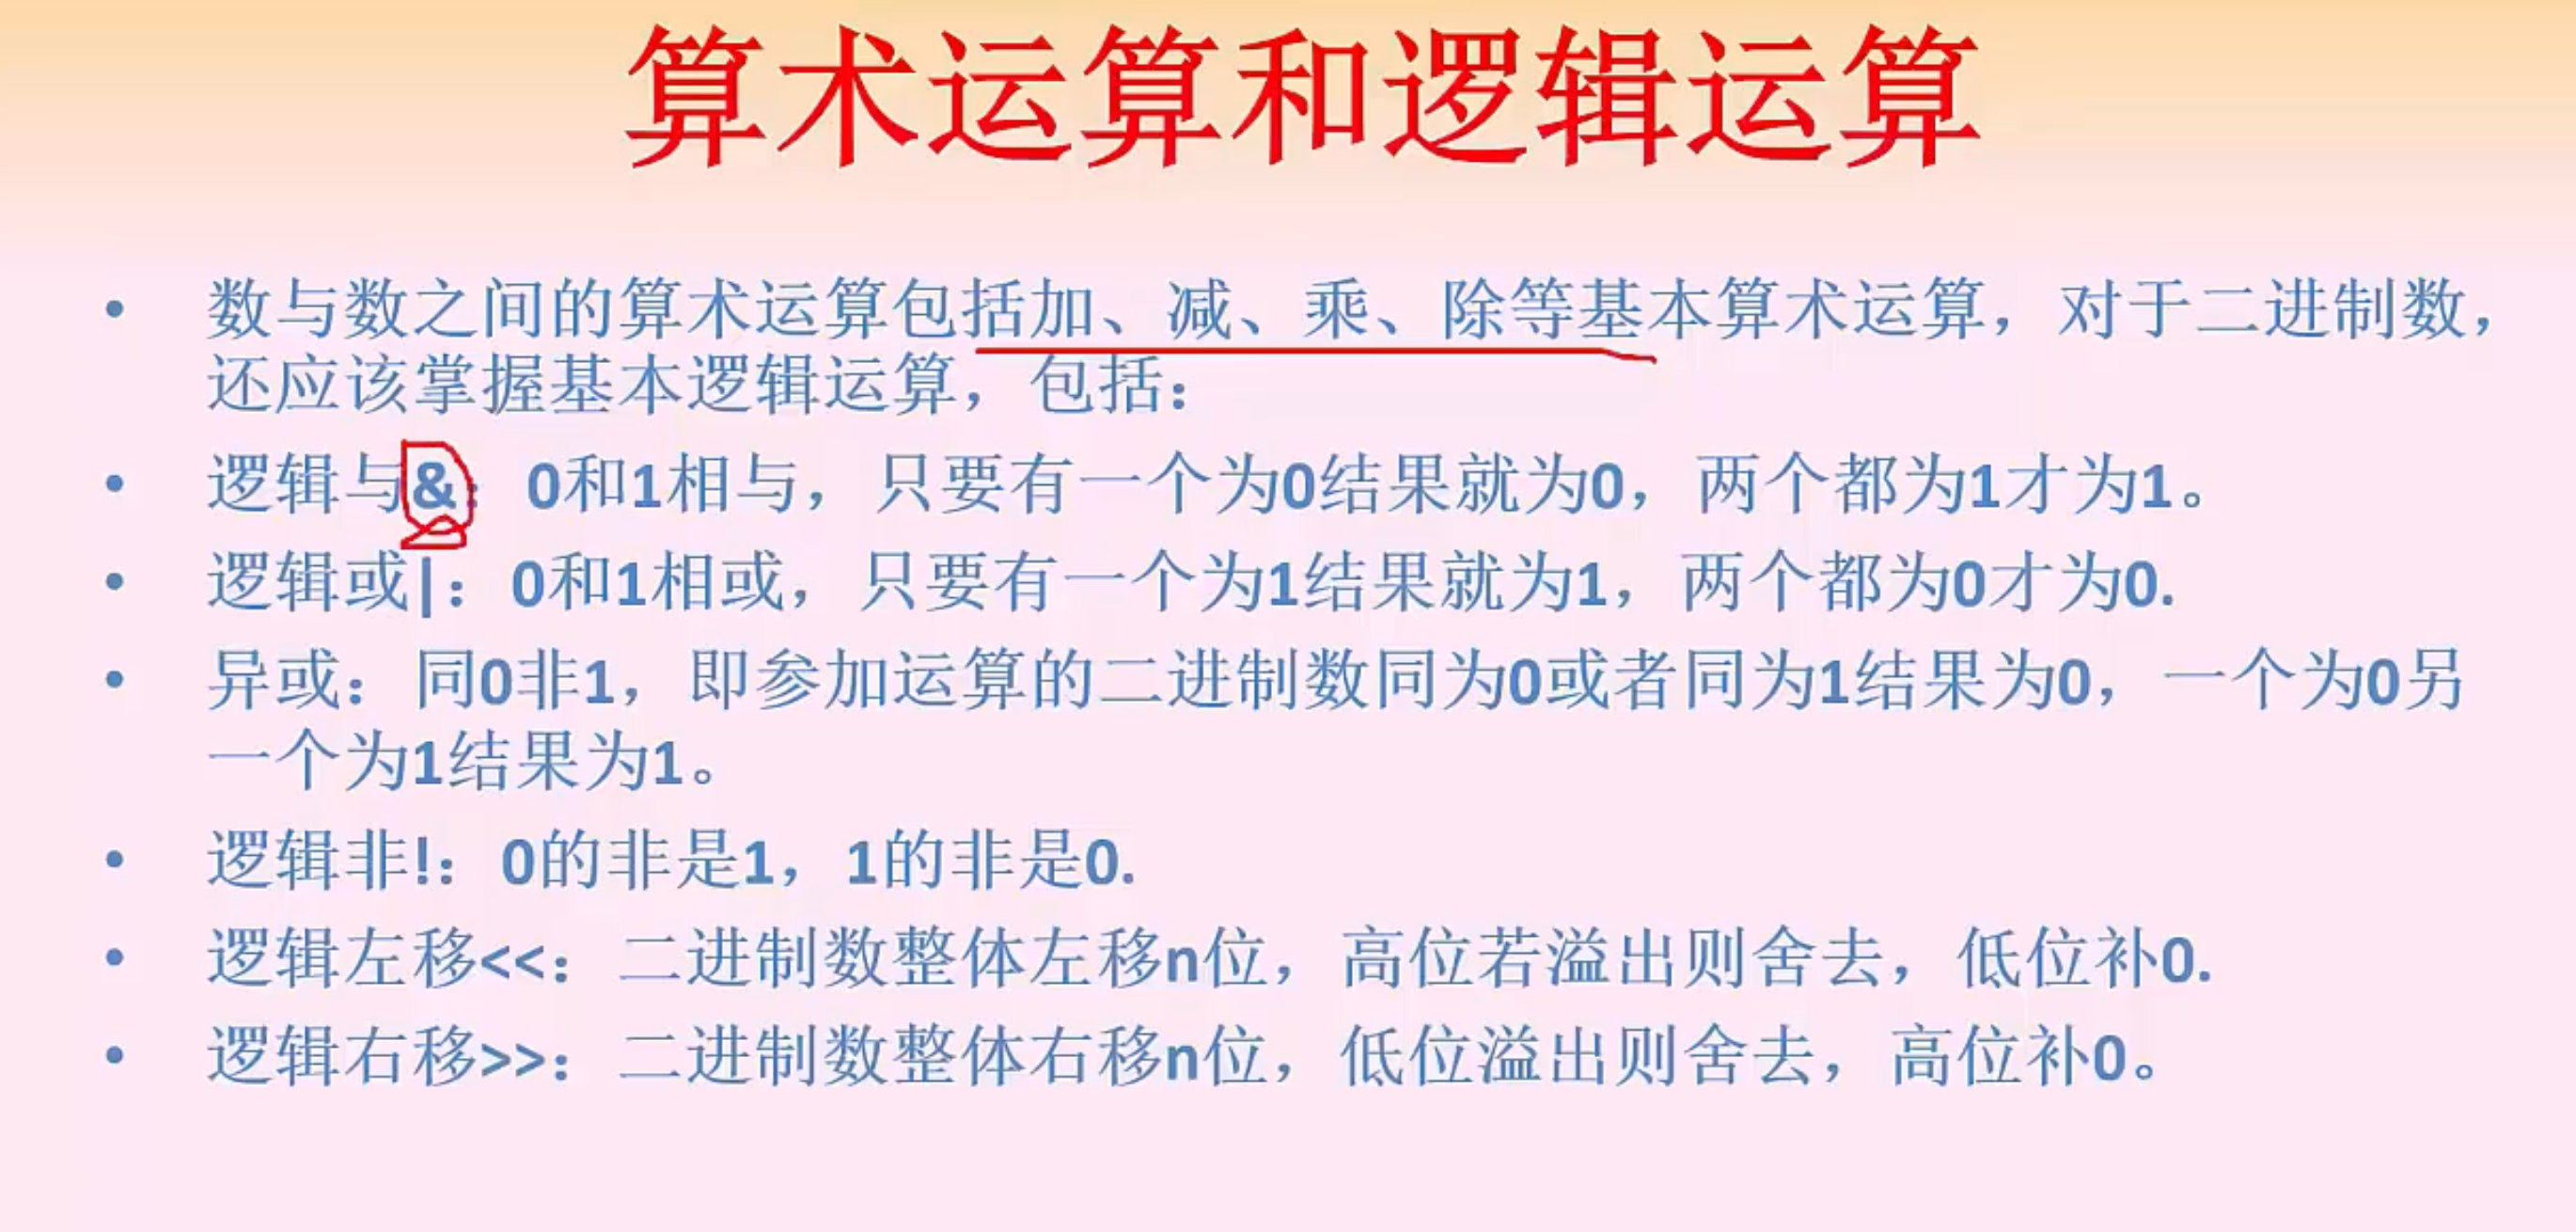 算术运算和逻辑运算
• 数与数之间的算术运算包括加、减、乘、除等基本算术运算，对于二进制数，
还应该掌握基本逻辑运算，包括：
• 逻辑与&：0和1相与，只要有一个为0结果就为0，两个都为1才为1。
• 逻辑或|：0和1相或，只要有一个为1结果就为1，两个都为0才为0.
• 异或：同0非1，即参加运算的二进制数同为0或者同为1结果为0，一个为0另
一个为1结果为1。
• 逻辑非!：0的非是1，1的非是0.
• 逻辑左移<<：二进制数整体左移n位，高位若溢出则舍去，低位补0.
• 逻辑右移>>：二进制数整体右移n位，低位溢出则舍去，高位补0。